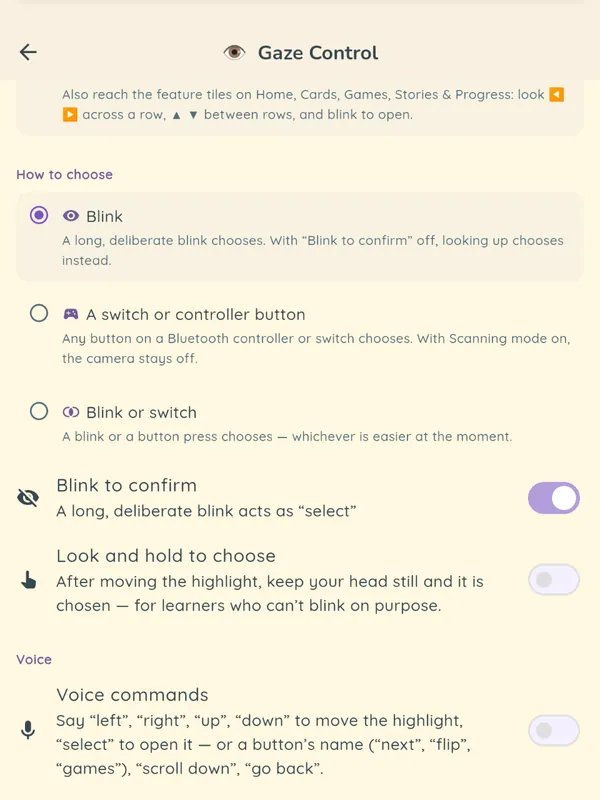 Gaze Control
Also reach the feature tiles on Home, Cards, Games, Stories & Progress: look ◀️
▶️ across a row, ▲ ▼ between rows, and blink to open.
How to choose
Blink
A long, deliberate blink chooses. With “Blink to confirm” off, looking up chooses
instead.
A switch or controller button
Any button on a Bluetooth controller or switch chooses. With Scanning mode on,
the camera stays off.
Blink or switch
A blink or a button press chooses — whichever is easier at the moment.
Blink to confirm
A long, deliberate blink acts as “select”
Look and hold to choose
After moving the highlight, keep your head still and it is
chosen — for learners who can’t blink on purpose.
Voice
Voice commands
Say “left”, “right”, “up”, “down” to move the highlight,
“select” to open it — or a button’s name (“next”, “flip”,
“games”), “scroll down”, “go back”.